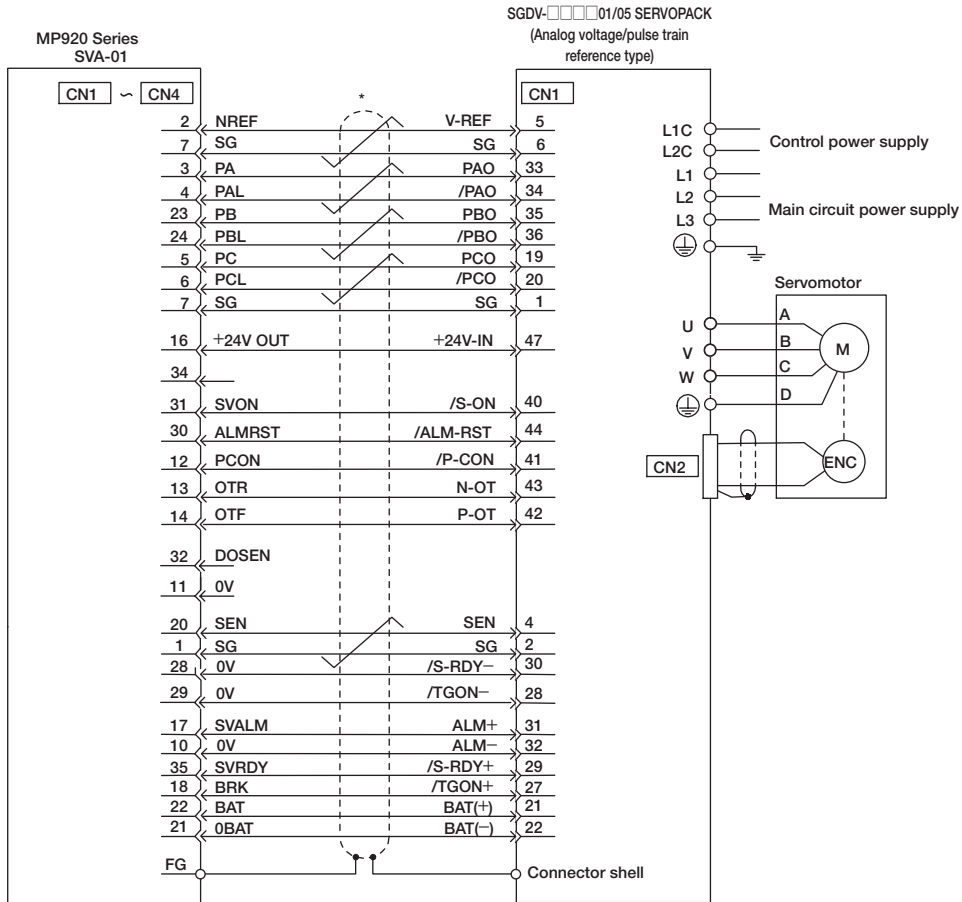 SGDV-□□□□01/05 SERVOPACK
(Analog voltage/pulse train
reference type)
MP920 Series
SVA-01
CN1 ~ CN4
*
CN1
2 NREF V-REF 5
7 SG SG 6
3 PA PAO 33
4 PAL /PAO 34
23 PB PBO 35
24 PBL /PBO 36
5 PC PCO 19
6 PCL /PCO 20
7 SG SG 1
16 +24V OUT +24V-IN 47
34
31 SVON /S-ON 40
30 ALMRST /ALM-RST 44
12 PCON /P-CON 41
13 OTR N-OT 43
14 OTF P-OT 42
32 DOSEN
11 0V
20 SEN SEN 4
1 SG SG 2
28 0V /S-RDY− 30
29 0V /TGON− 28
17 SVALM ALM+ 31
10 0V ALM− 32
35 SVRDY /S-RDY+ 29
18 BRK /TGON+ 27
22 BAT BAT(+) 21
21 0BAT BAT(−) 22
FG Connector shell
L1C
L2C
Control power supply
L1
L2
L3
Main circuit power supply
Servomotor
U A
V B
W C
D
M
CN2
ENC